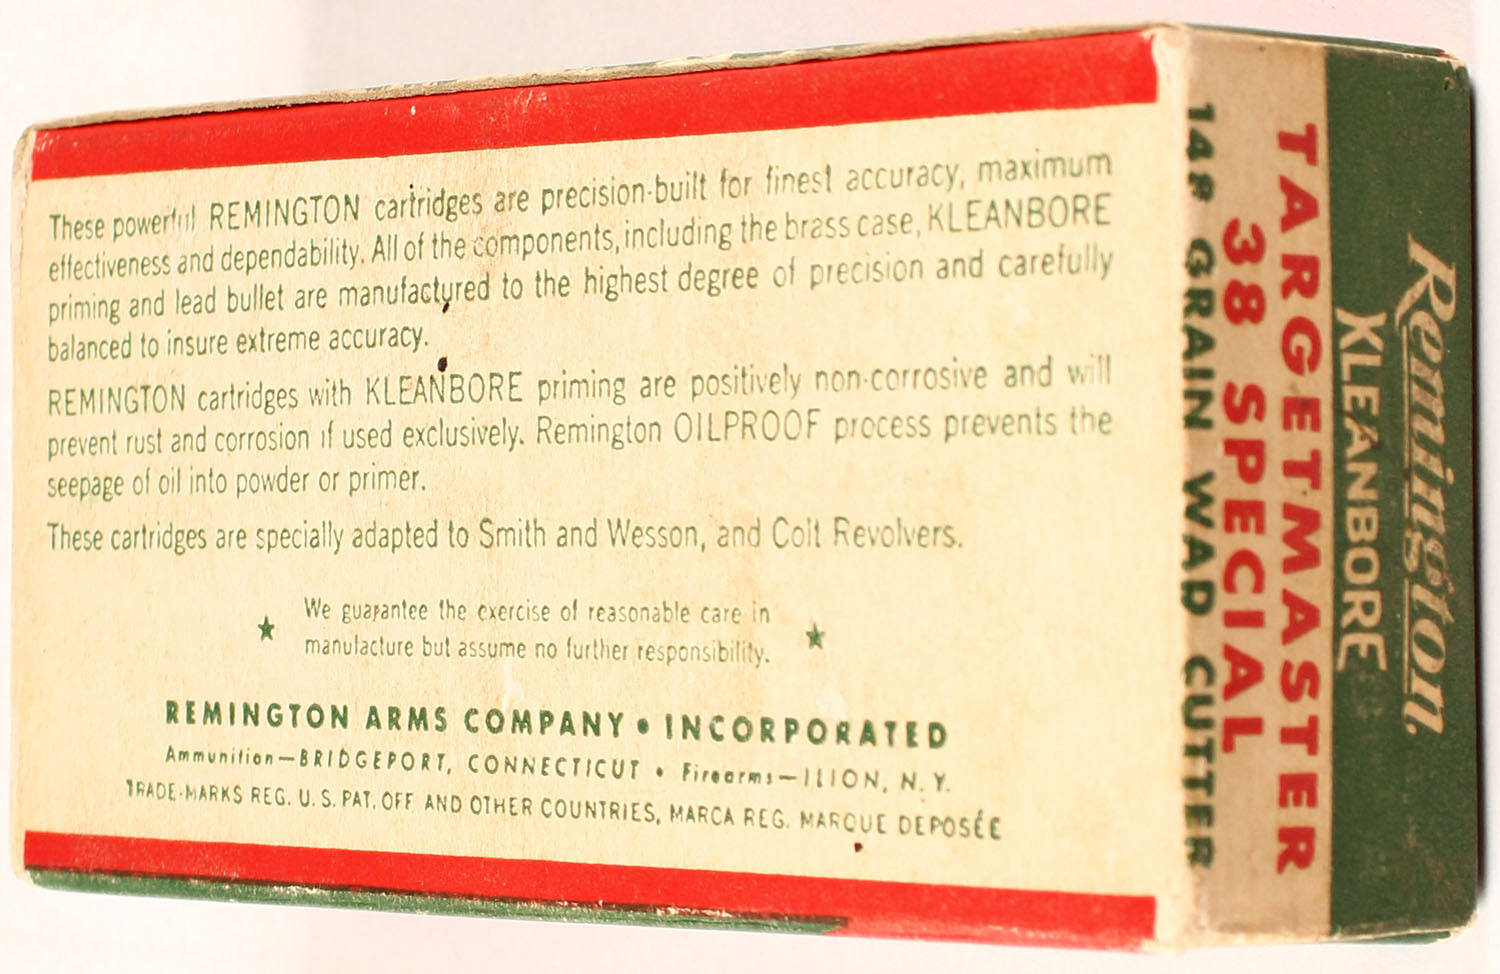 These powerful REMINGTON cartridges are precision-built for finest accuracy, maximum
effectiveness and dependability. All of the components, including the brass case, KLEANBORE
priming and lead bullet are manufactured to the highest degree of precision and carefully
balanced to insure extreme accuracy.
REMINGTON cartridges with KLEANBORE priming are positively non-corrosive and will
prevent rust and corrosion if used exclusively. Remington OILPROOF process prevents the
seepage of oil into powder or primer.
These cartridges are specially adapted to Smith and Wesson, and Colt Revolvers.
We guarantee the exercise of reasonable care in
manufacture but assume no further responsibility.
REMINGTON ARMS COMPANY • INCORPORATED
Ammunition—BRIDGEPORT, CONNECTICUT • Firearms—ILION, N. Y.
TRADE-MARKS REG. U. S. PAT. OFF. AND OTHER COUNTRIES, MARCA REG. MARQUE DEPOSÉE
Remington
KLEANBORE
TARGETMASTER
38 SPECIAL
148 GRAIN WAD CUTTER